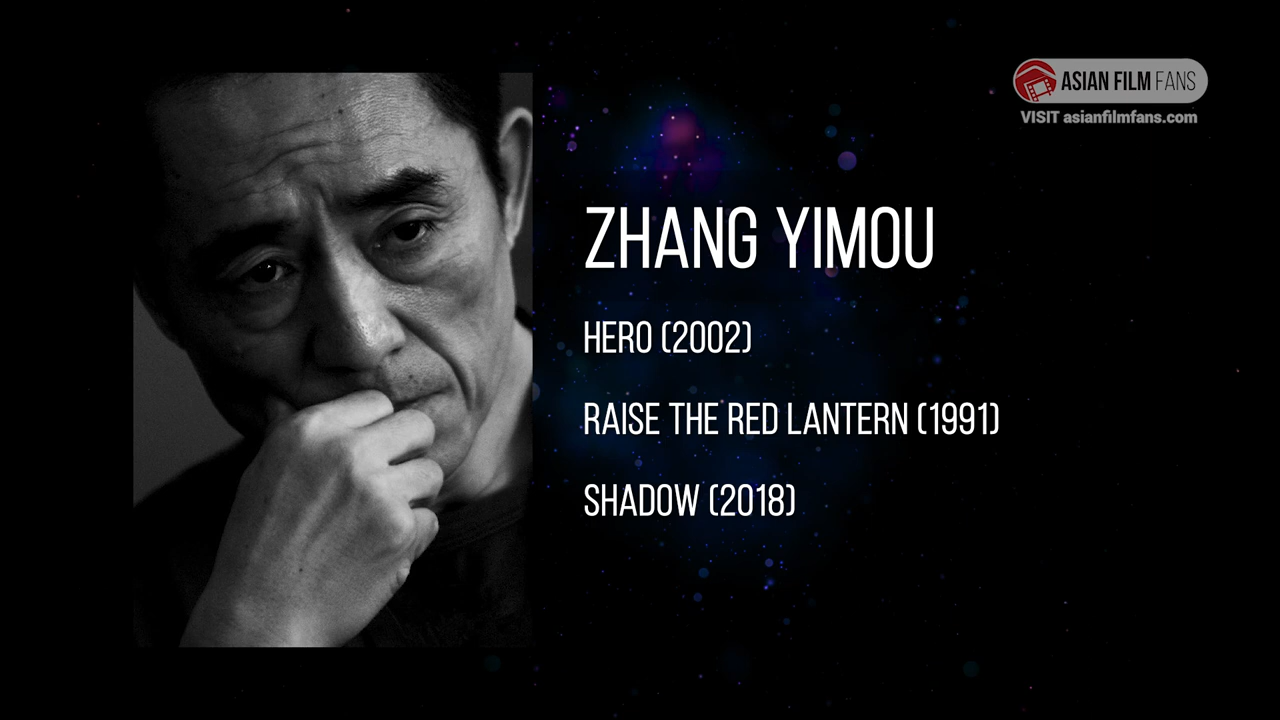 ASIAN FILM FANS
VISIT asianfilmfans.com
ZHANG YIMOU
HERO (2002)
RAISE THE RED LANTERN (1991)
SHADOW (2018)